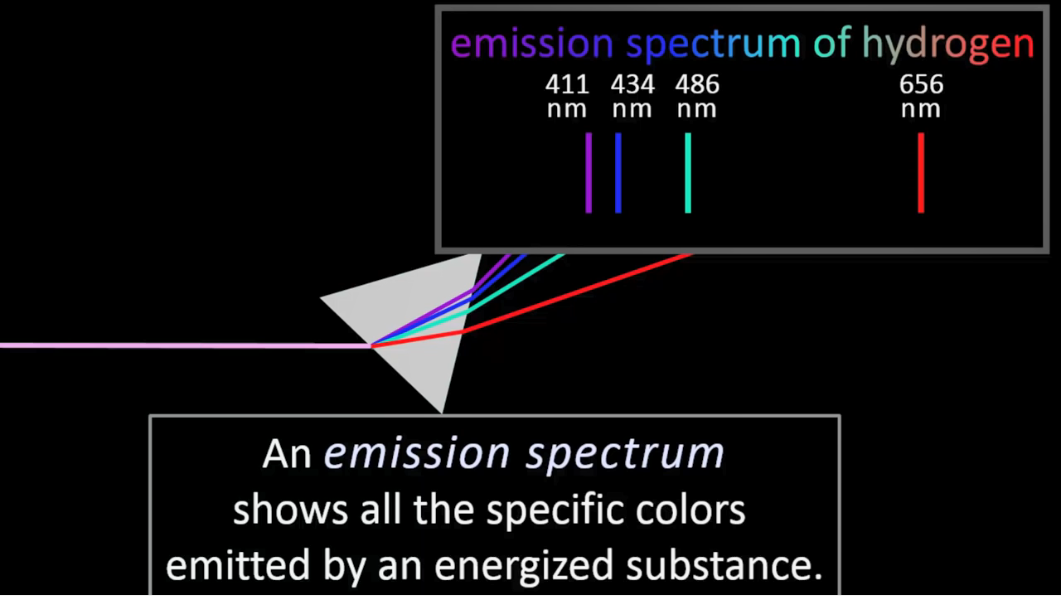 emission spectrum of hydrogen
411 434 486 656
nm nm nm nm
An emission spectrum
shows all the specific colors
emitted by an energized substance.